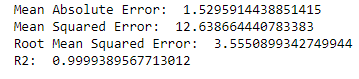 Mean Absolute Error:  1.5295914438851415
Mean Squared Error:  12.638664440783383
Root Mean Squared Error:  3.5550899342749944
R2:  0.9999389567713012